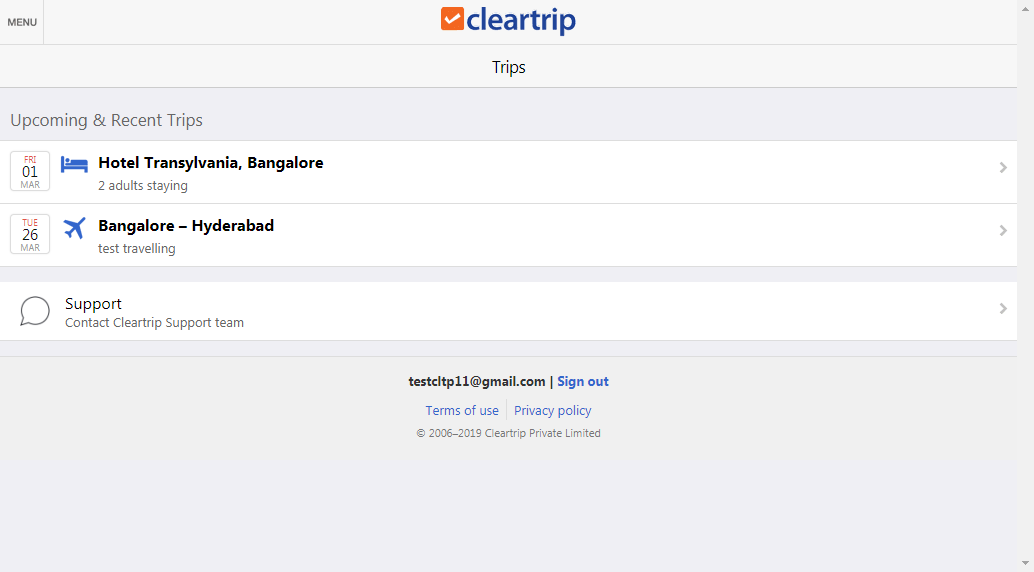 MENU
cleartrip
Trips
Upcoming & Recent Trips
FRI
01
MAR
Hotel Transylvania, Bangalore
2 adults staying
TUE
26
MAR
Bangalore – Hyderabad
test travelling
Support
Contact Cleartrip Support team
testcltp11@gmail.com | Sign out
Terms of use Privacy policy
© 2006–2019 Cleartrip Private Limited